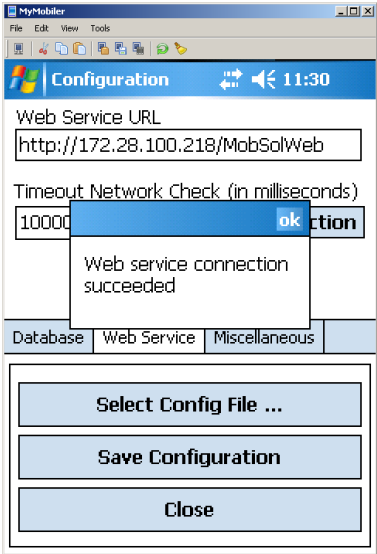 MyMobiler
File Edit View Tools
Configuration 11:30
Web Service URL
http://172.28.100.218/MobSolWeb
Timeout Network Check (in milliseconds)
10000
ction
ok
Web service connection
succeeded
Database Web Service Miscellaneous
Select Config File ...
Save Configuration
Close